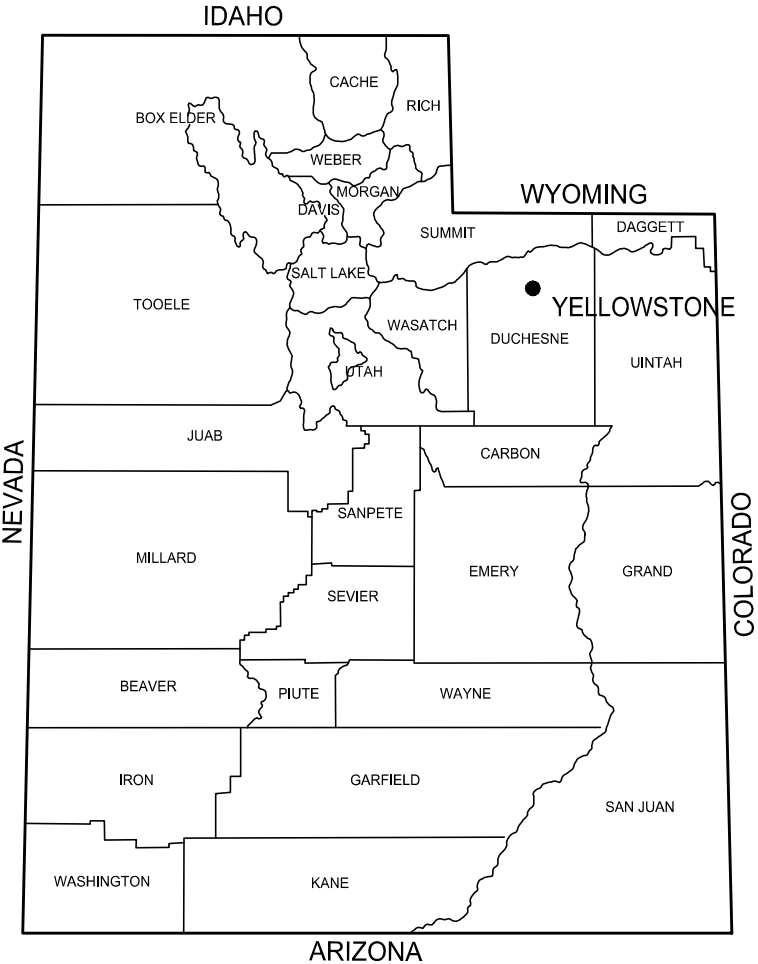 IDAHO
CACHE
RICH
BOX ELDER
WEBER
MORGAN
WYOMING
DAVIS
DAGGETT
SUMMIT
SALT LAKE
TOOELE
YELLOWSTONE
WASATCH
DUCHESNE
UINTAH
UTAH
JUAB
CARBON
NEVADA
SANPETE
MILLARD
COLORADO
EMERY
GRAND
SEVIER
BEAVER
PIUTE
WAYNE
IRON
GARFIELD
SAN JUAN
WASHINGTON
KANE
ARIZONA